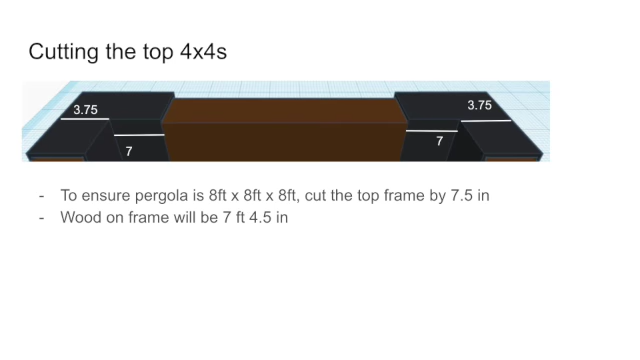 Cutting the top 4x4s
3.75
3.75
7
7
- To ensure pergola is 8ft x 8ft x 8ft, cut the top frame by 7.5 in
- Wood on frame will be 7 ft 4.5 in